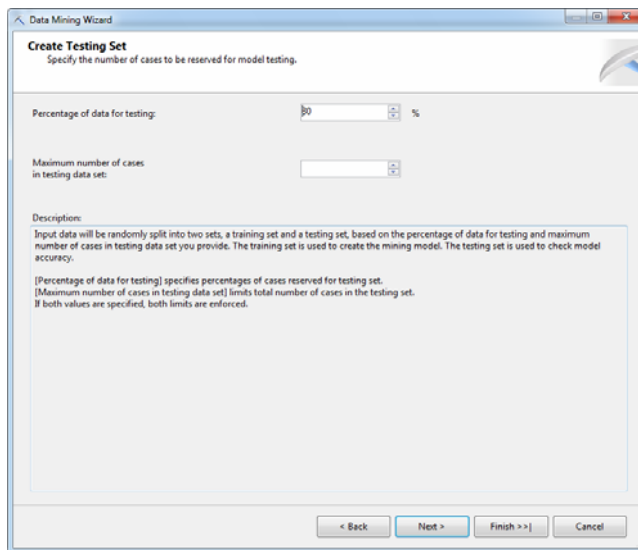 Data Mining Wizard
Create Testing Set
Specify the number of cases to be reserved for model testing.
Percentage of data for testing:
%
Maximum number of cases
in testing data set:
Description:
Input data will be randomly split into two sets, a training set and a testing set, based on the percentage of data for testing and maximum
number of cases in testing data set you provide. The training set is used to create the mining model. The testing set is used to check model
accuracy.
[Percentage of data for testing] specifies percentages of cases reserved for testing set.
[Maximum number of cases in testing data set] limits total number of cases in the testing set.
If both values are specified, both limits are enforced.
< Back
Next >
Finish >>|
Cancel